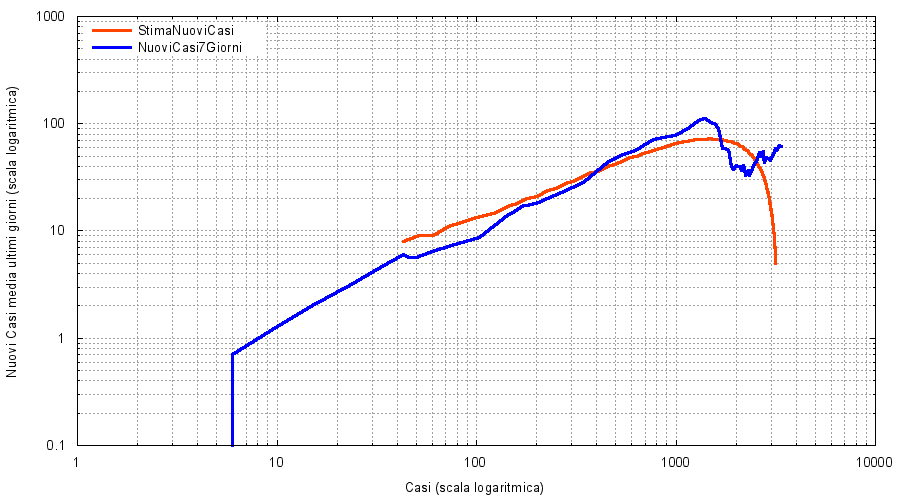 1000
StimaNuoviCasi
NuoviCasi7Giorni
100
10
1
0.1
1
10
100
1000
10000
Nuovi Casi media ultimi giorni (scala logaritmica)
Casi (scala logaritmica)